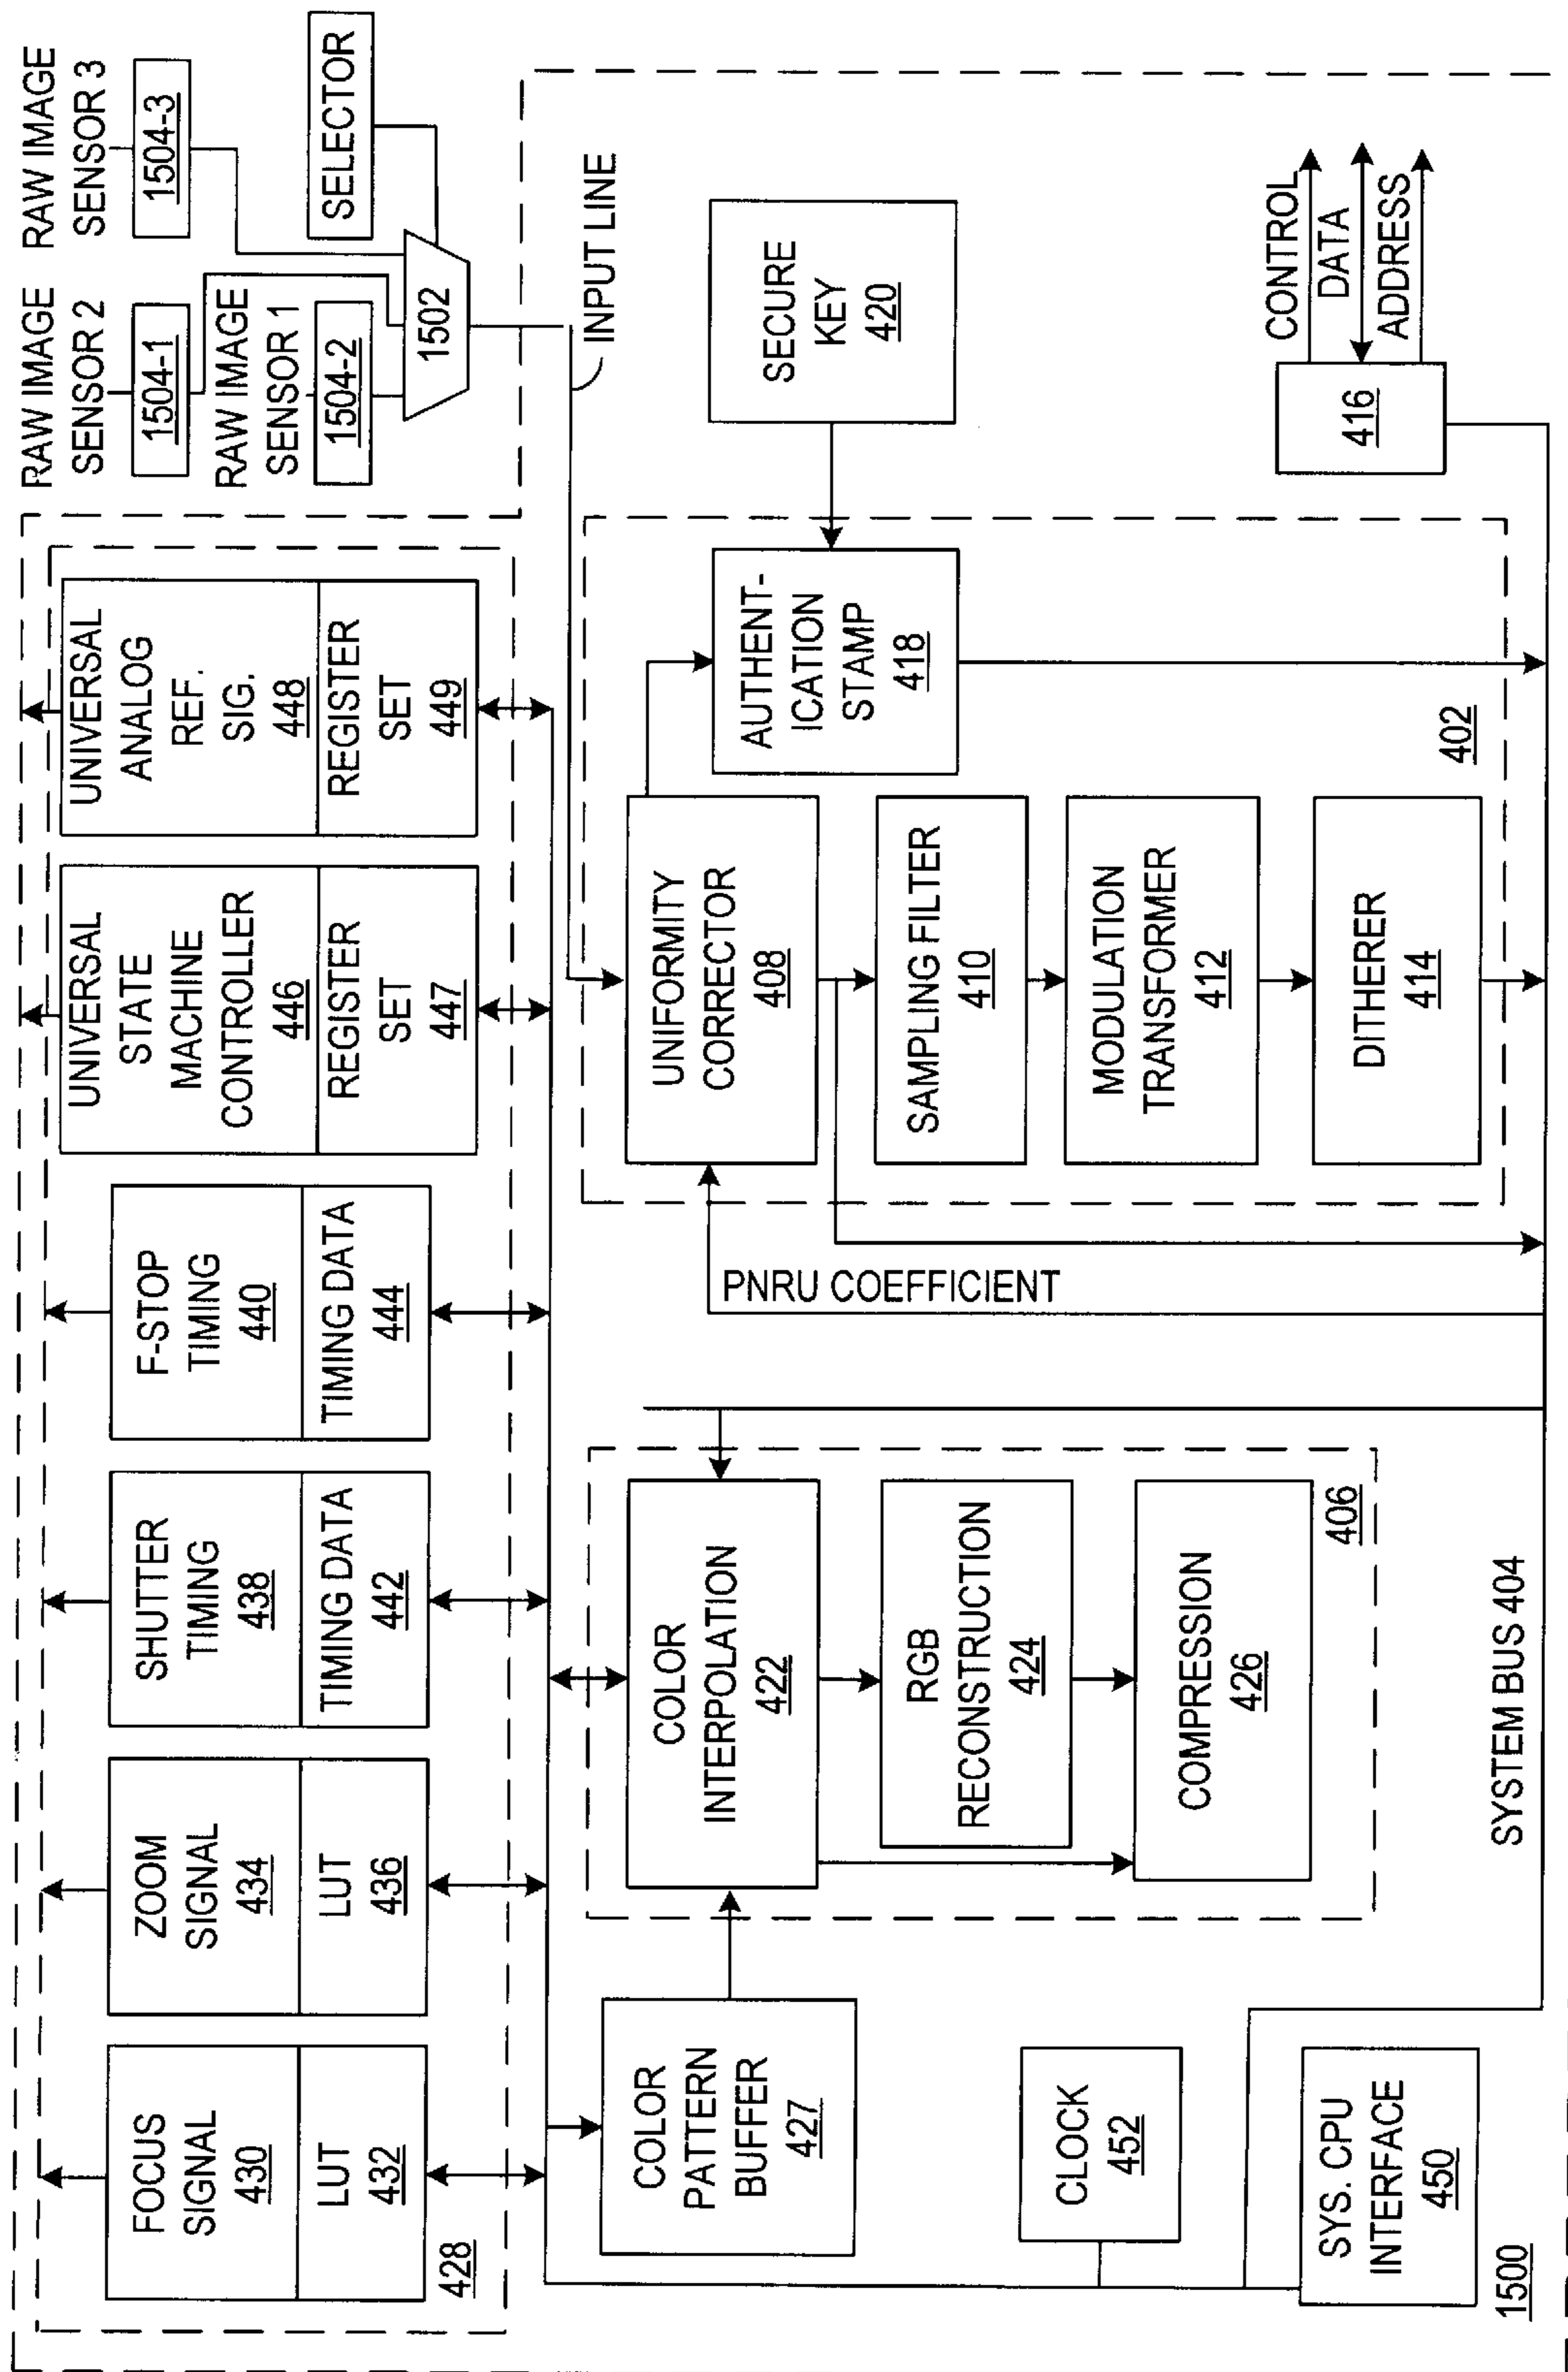 FOCUS
SIGNAL
430
LUT
432
ZOOM
SIGNAL
434
LUT
436
SHUTTER
TIMING
438
TIMING DATA
442
F-STOP
TIMING
440
TIMING DATA
444
UNIVERSAL
STATE
MACHINE
CONTROLLER
446
REGISTER
SET
447
UNIVERSAL
ANALOG
REF.
SIG.
448
REGISTER
SET
449
428
RAW IMAGE
SENSOR 2
1504-1
RAW IMAGE
SENSOR 1
1504-2
RAW IMAGE
SENSOR 3
1504-3
SELECTOR
1502
INPUT LINE
COLOR
PATTERN
BUFFER
427
COLOR
INTERPOLATION
422
RGB
RECONSTRUCTION
424
COMPRESSION
426
406
PNRU COEFFICIENT
UNIFORMITY
CORRECTOR
408
SAMPLING FILTER
410
MODULATION
TRANSFORMER
412
DITHERER
414
AUTHENT-
ICATION
STAMP
418
402
SECURE
KEY
420
CONTROL
DATA
ADDRESS
416
CLOCK
452
SYS. CPU
INTERFACE
450
SYSTEM BUS 404
1500